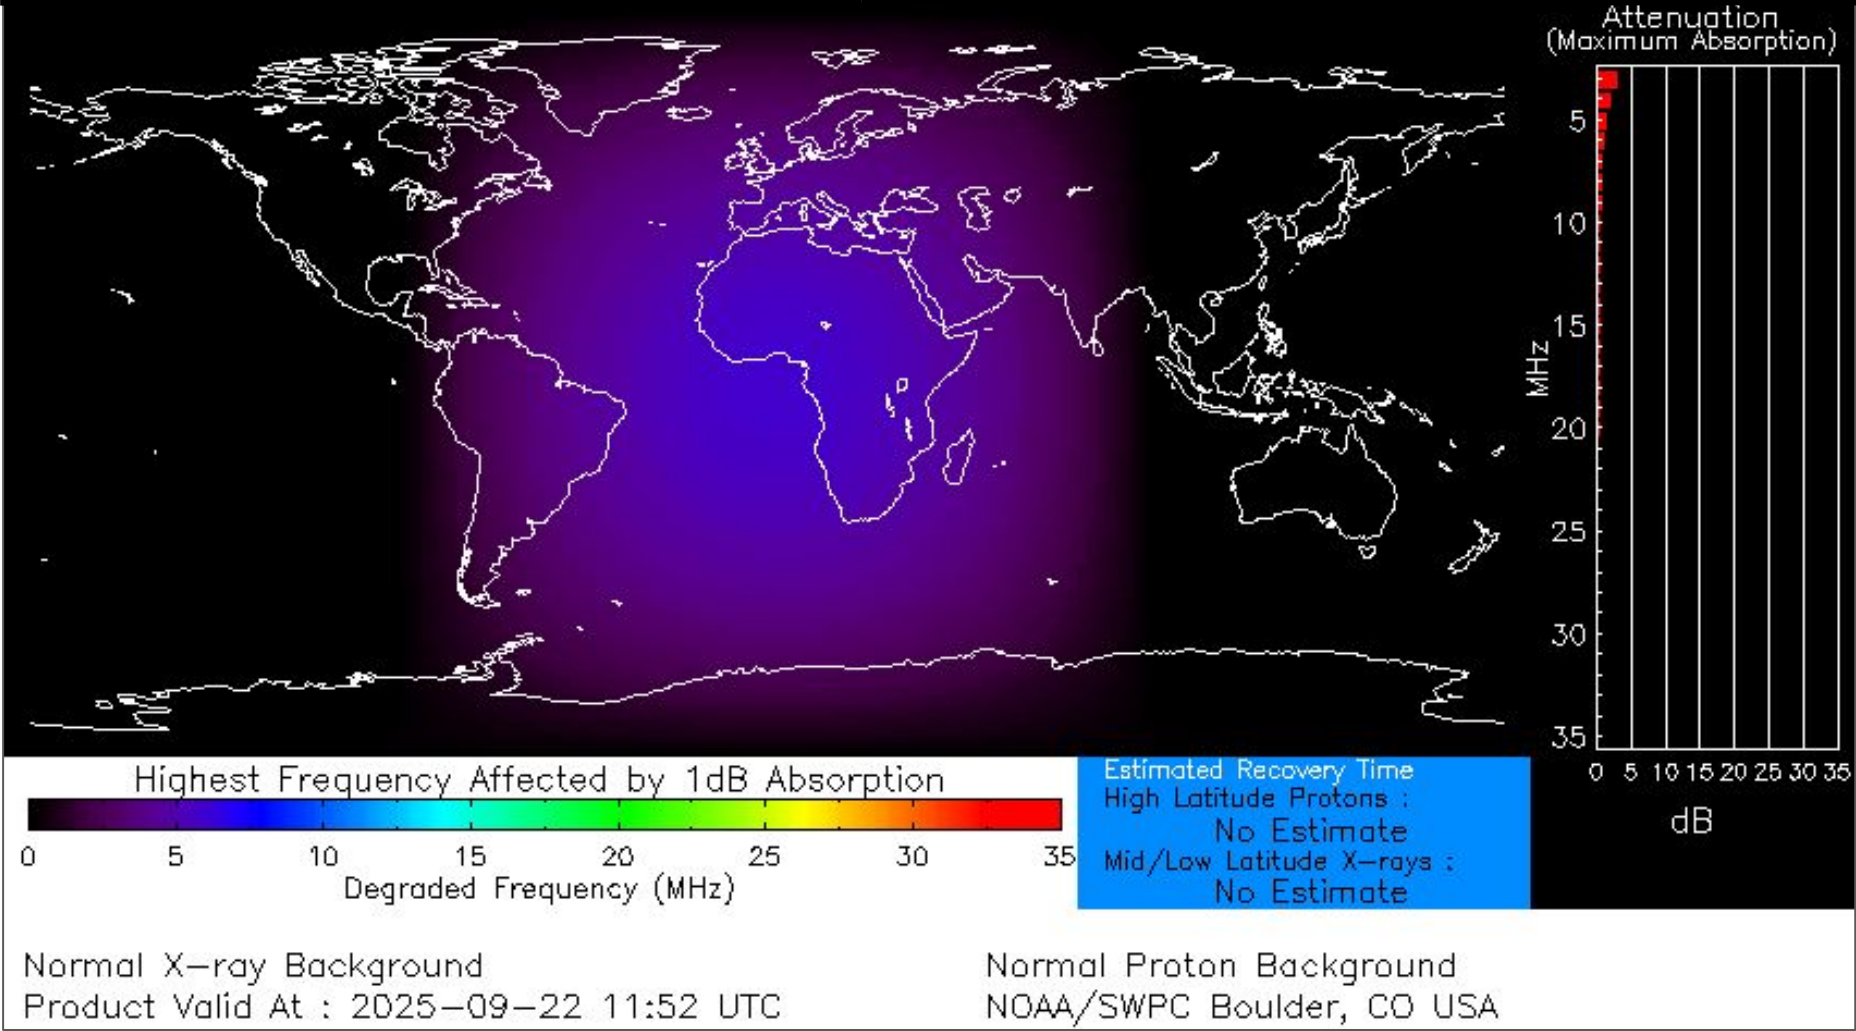 Attenuation
(Maximum Absorption)
5
10
15
20
25
30
35
MHz
0 5 10 15 20 25 30 35
dB
Highest Frequency Affected by 1dB Absorption
0 5 10 15 20 25 30 35
Degraded Frequency (MHz)
Estimated Recovery Time
High Latitude Protons :
No Estimate
Mid/Low Latitude X-rays :
No Estimate
Normal X-ray Background
Product Valid At : 2025-09-22 11:52 UTC
Normal Proton Background
NOAA/SWPC Boulder, CO USA